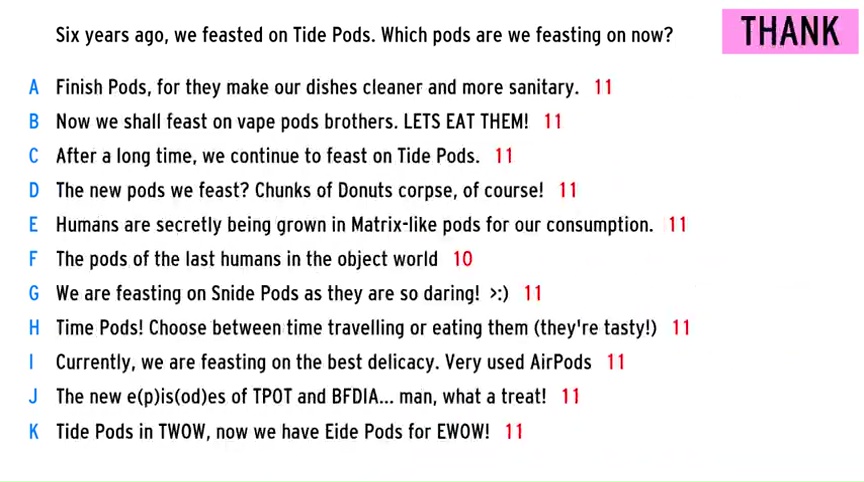 Six years ago, we feasted on Tide Pods. Which pods are we feasting on now?
THANK
A Finish Pods, for they make our dishes cleaner and more sanitary. 11
B Now we shall feast on vape pods brothers. LETS EAT THEM! 11
C After a long time, we continue to feast on Tide Pods. 11
D The new pods we feast? Chunks of Donuts corpse, of course! 11
E Humans are secretly being grown in Matrix-like pods for our consumption. 11
F The pods of the last humans in the object world 10
G We are feasting on Snide Pods as they are so daring! >:) 11
H Time Pods! Choose between time travelling or eating them (they're tasty!) 11
I Currently, we are feasting on the best delicacy. Very used AirPods 11
J The new e(p)is(od)es of TPOT and BFDIA... man, what a treat! 11
K Tide Pods in TWOW, now we have Eide Pods for EWOW! 11